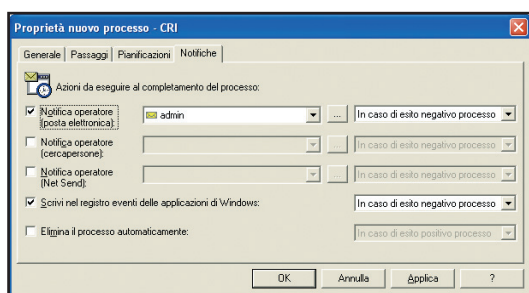 Proprietà nuovo processo - CRI
Generale Passaggi Pianificazioni Notifiche
Azioni da eseguire al completamento del processo:
Notifica operatore (posta elettronica): admin ... In caso di esito negativo processo
Notifica operatore (cercapersone): ... In caso di esito negativo processo
Notifica operatore (Net Send): ... In caso di esito negativo processo
Scrivi nel registro eventi delle applicazioni di Windows: In caso di esito negativo processo
Elimina il processo automaticamente: In caso di esito positivo processo
OK Annulla Applica ?